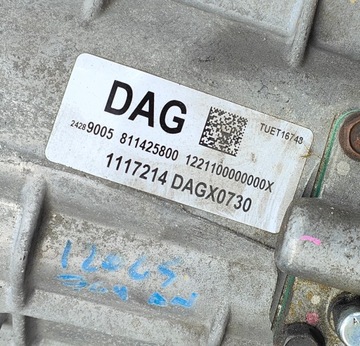 DAG
TUET16748
2428 9005 811425800 1221100000000X
1117214 DAGX0730